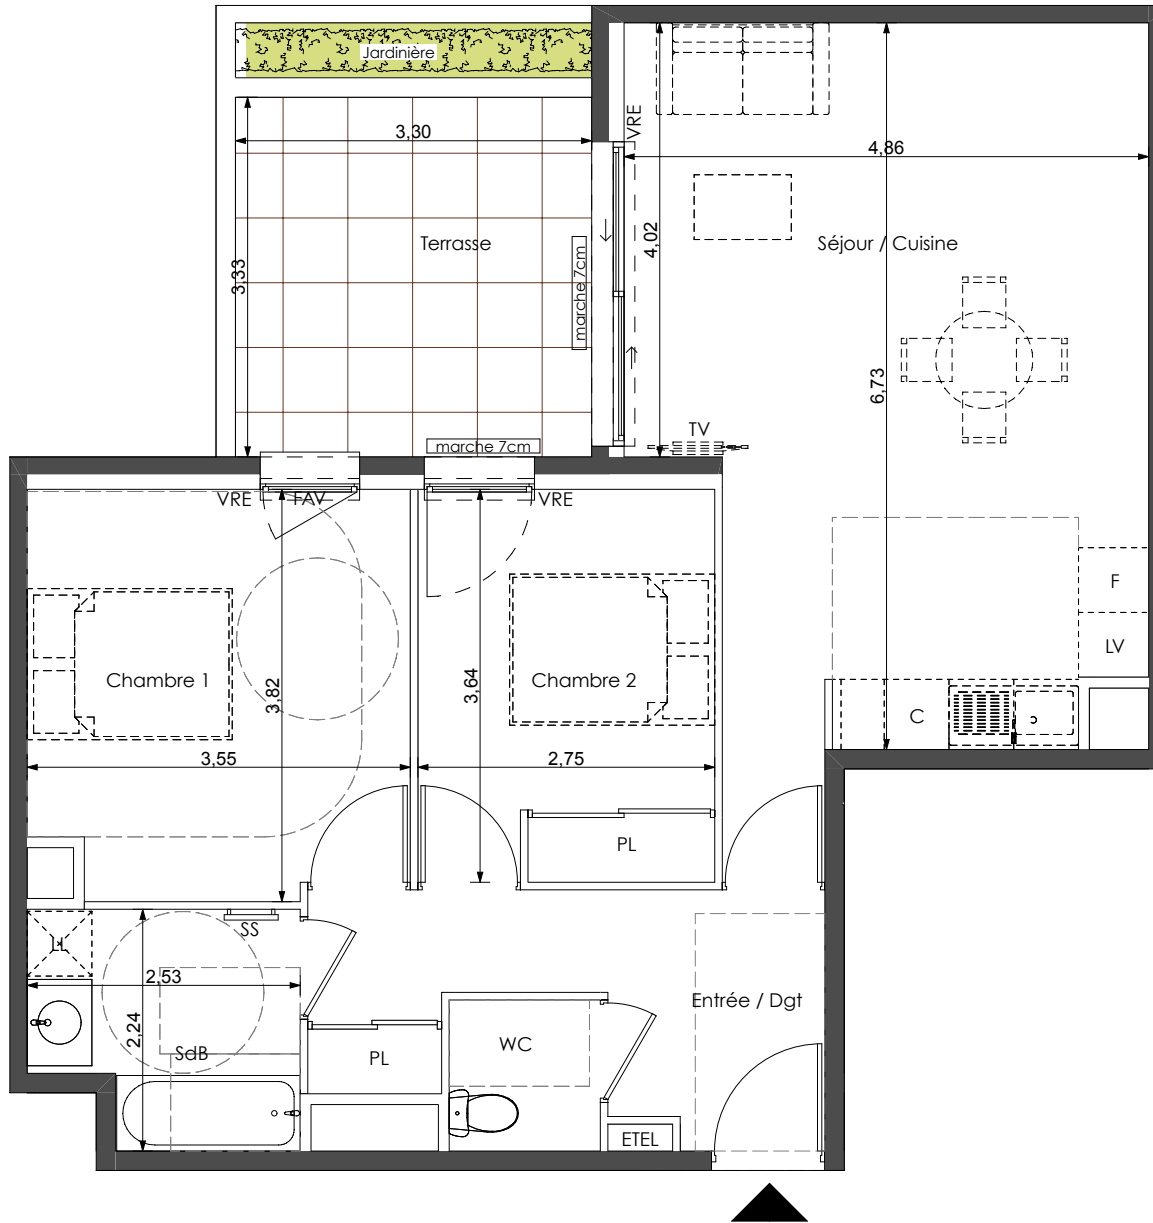 Jardinière
3,30
VRE
4,86
Terrasse
4,02
Séjour / Cuisine
3,33
marche 7cm
6,73
TV
marche 7cm
VRE
FAV
VRE
F
LV
Chambre 1
3,82
3,64
Chambre 2
C
3,55
2,75
PL
SS
LL
2,53
Entrée / Dgt
2,24
SdB
PL
WC
ETEL